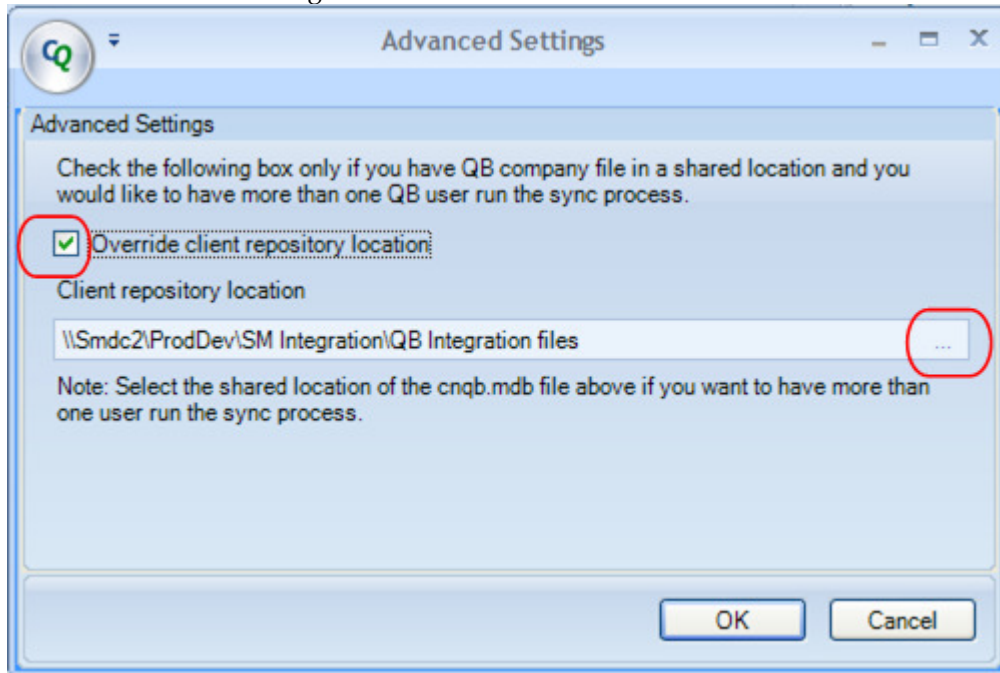 CQ
Advanced Settings
Advanced Settings
Check the following box only if you have QB company file in a shared location and you
would like to have more than one QB user run the sync process.
Override client repository location
Client repository location
\\Smdc2\ProdDev\SM Integration\QB Integration files ...
Note: Select the shared location of the cnqb.mdb file above if you want to have more than
one user run the sync process.
OK Cancel